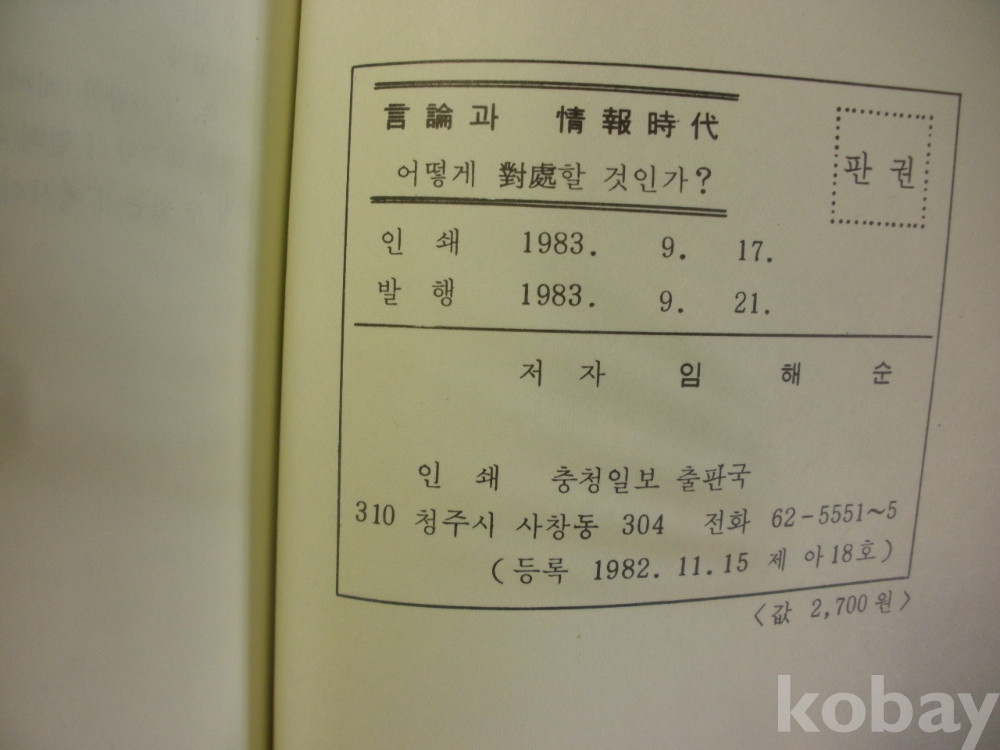 言論과 情報時代
어떻게 對處할 것인가?
판권
인쇄 1983. 9. 17.
발행 1983. 9. 21.
저자 임해순
인쇄 충청일보 출판국
310 청주시 사창동 304 전화 62-5551~5
(등록 1982. 11. 15 제 아18호)
<값 2,700원>
kobay